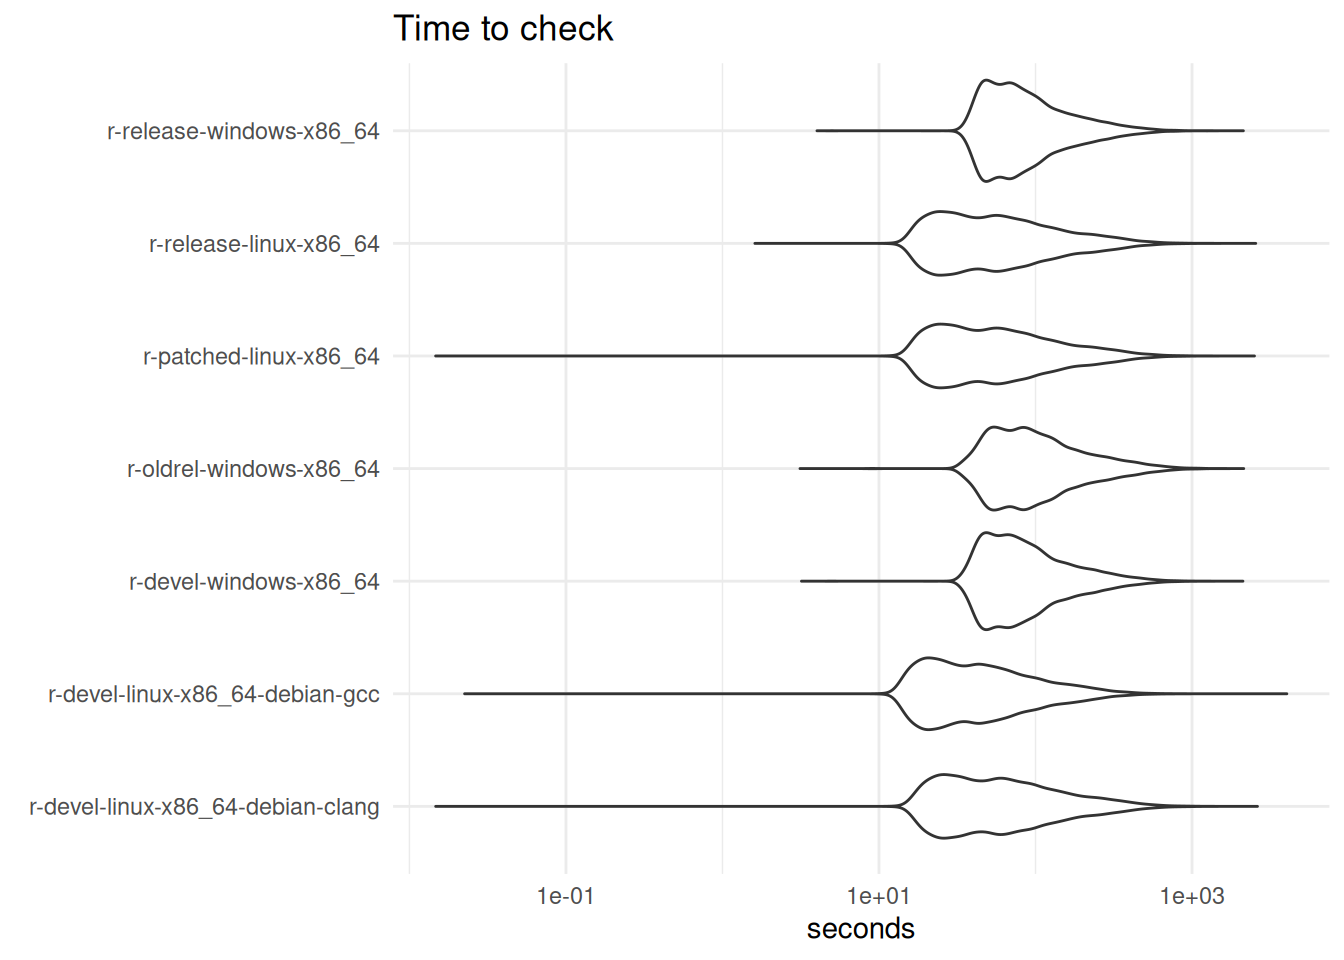 Time to check
r-release-windows-x86_64
r-release-linux-x86_64
r-patched-linux-x86_64
r-oldrel-windows-x86_64
r-devel-windows-x86_64
r-devel-linux-x86_64-debian-gcc
r-devel-linux-x86_64-debian-clang
1e-01 1e+01 1e+03
seconds